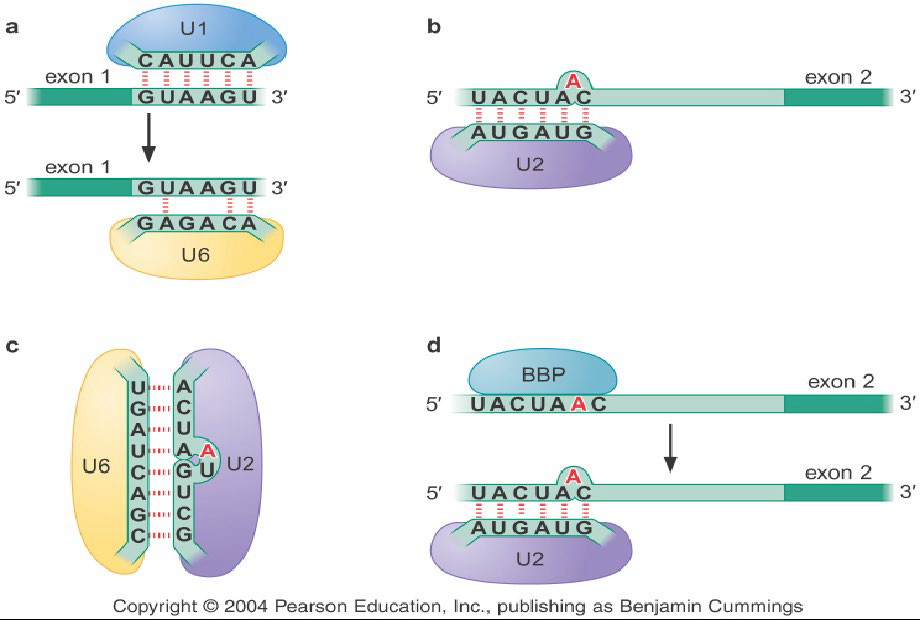 a
U1
CAUUCA
exon 1
5′ GUAAGU 3′
exon 1
5′ GUAAGU 3′
GAGACA
U6
b
A
exon 2
5′ UACUAC 3′
AUGAUG
U2
c
U6
U
G
A
U
C
A
G
C
A
C
U
A
G
U
C
G
A
U
U2
d
BBP
exon 2
5′ UACUAAC 3′
A
exon 2
5′ UACUAC 3′
AUGAUG
U2
Copyright © 2004 Pearson Education, Inc., publishing as Benjamin Cummings